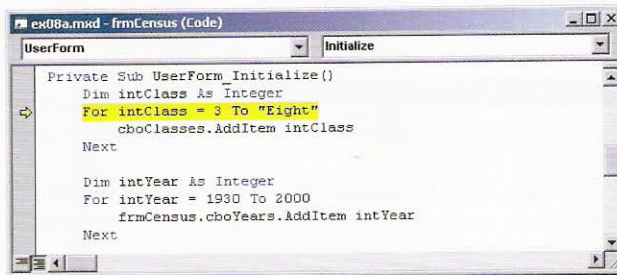 ex08a.mxd - frmCensus (Code)
UserForm Initialize
Private Sub UserForm_Initialize()
Dim intClass As Integer
For intClass = 3 To "Eight"
cboClasses.AddItem intClass
Next
Dim intYear As Integer
For intYear = 1930 To 2000
frmCensus.cboYears.AddItem intYear
Next